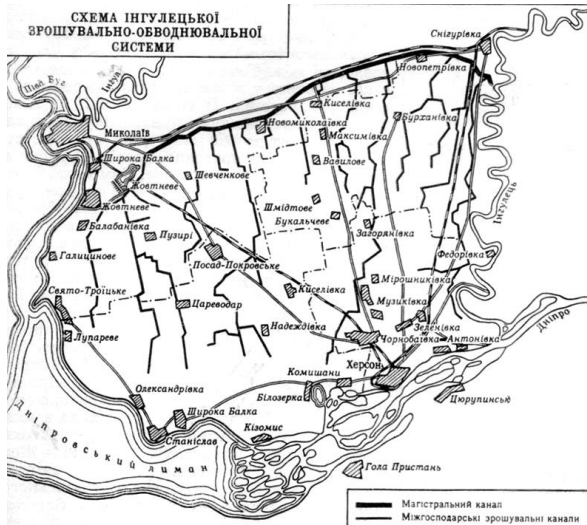 СХЕМА ІНГУЛЕЦЬКОЇ
ЗРОШУВАЛЬНО-ОБВОДНЮВАЛЬНОЇ
СИСТЕМИ
Снігурівка
Новопетрівка
Півд. Буг
Інгул
Киселівка
Миколаїв
Новомиколаївка
Бурханівка
Максимівка
Широка Балка
Вавилове
Жовтневе
Шевченкове
Жовтневе
Шмідтове
Букальчеве
Інгулець
Балабанівка
Пузирі
Загорянівка
Галицинове
Посад-Покровське
Федорівка
Мірошниківка
Свято-Троїцьке
Киселівка
Цареводар
Музиківка
Дніпро
Надеждівка
Зеленівка
Лупареве
Чорнобаївка
Антонівка
Херсон
Комишани
Олександрівка
Білозерка
Цюрупинськ
Широка Балка
Кізомис
Станіслав
Дніпровський лиман
Гола Пристань
Магістральний канал
Міжгосподарські зрошувальні канали